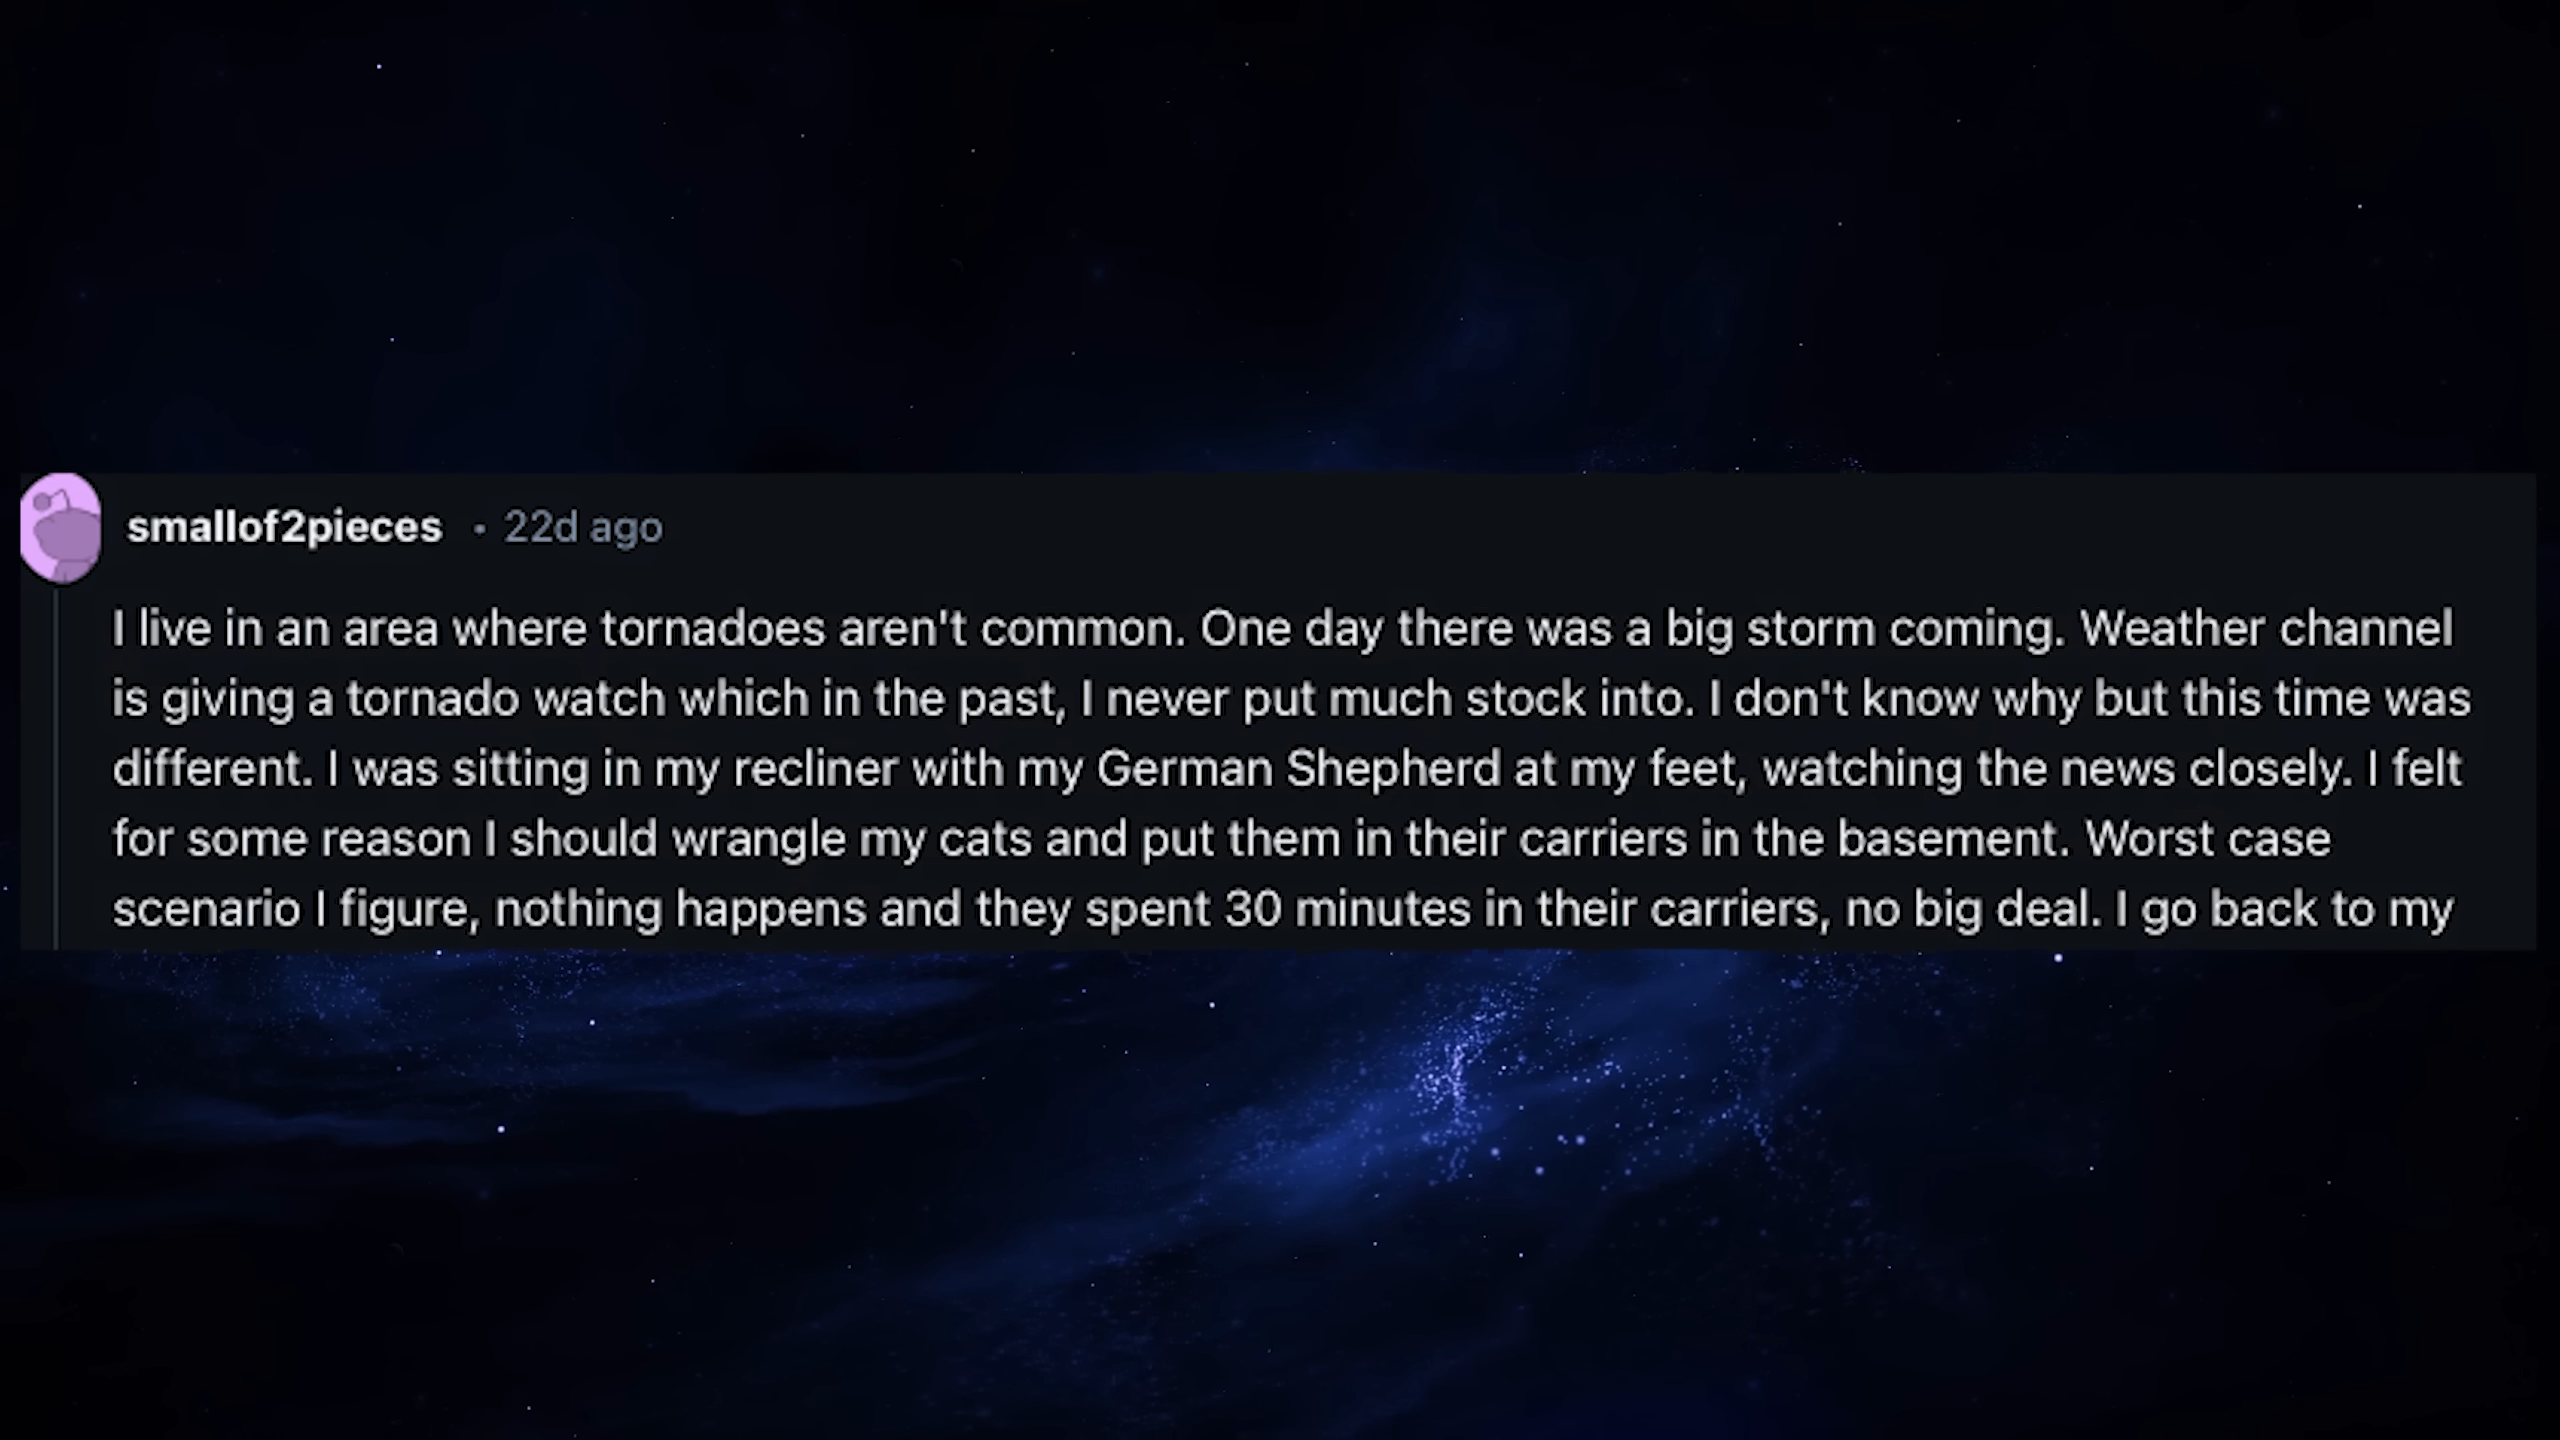 smallof2pieces · 22d ago
I live in an area where tornadoes aren't common. One day there was a big storm coming. Weather channel
is giving a tornado watch which in the past, I never put much stock into. I don't know why but this time was
different. I was sitting in my recliner with my German Shepherd at my feet, watching the news closely. I felt
for some reason I should wrangle my cats and put them in their carriers in the basement. Worst case
scenario I figure, nothing happens and they spent 30 minutes in their carriers, no big deal. I go back to my